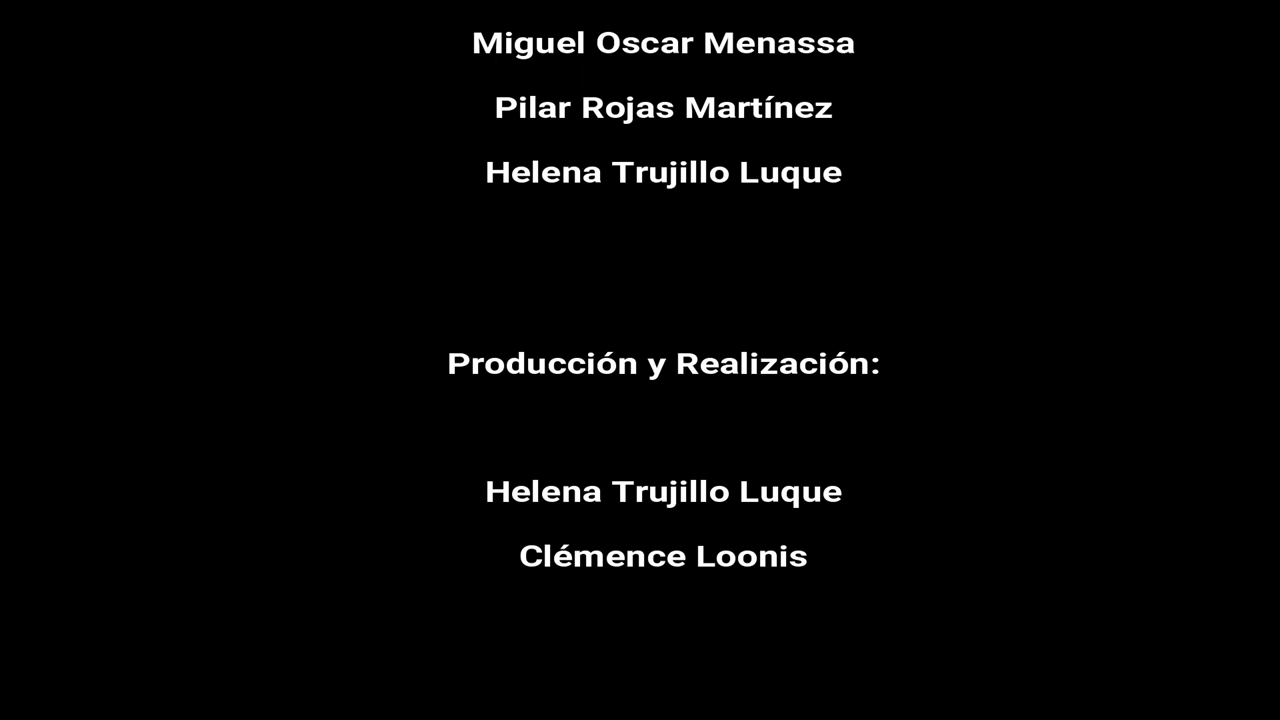 Miguel Oscar Menassa
Pilar Rojas Martínez
Helena Trujillo Luque
Producción y Realización:
Helena Trujillo Luque
Clémence Loonis